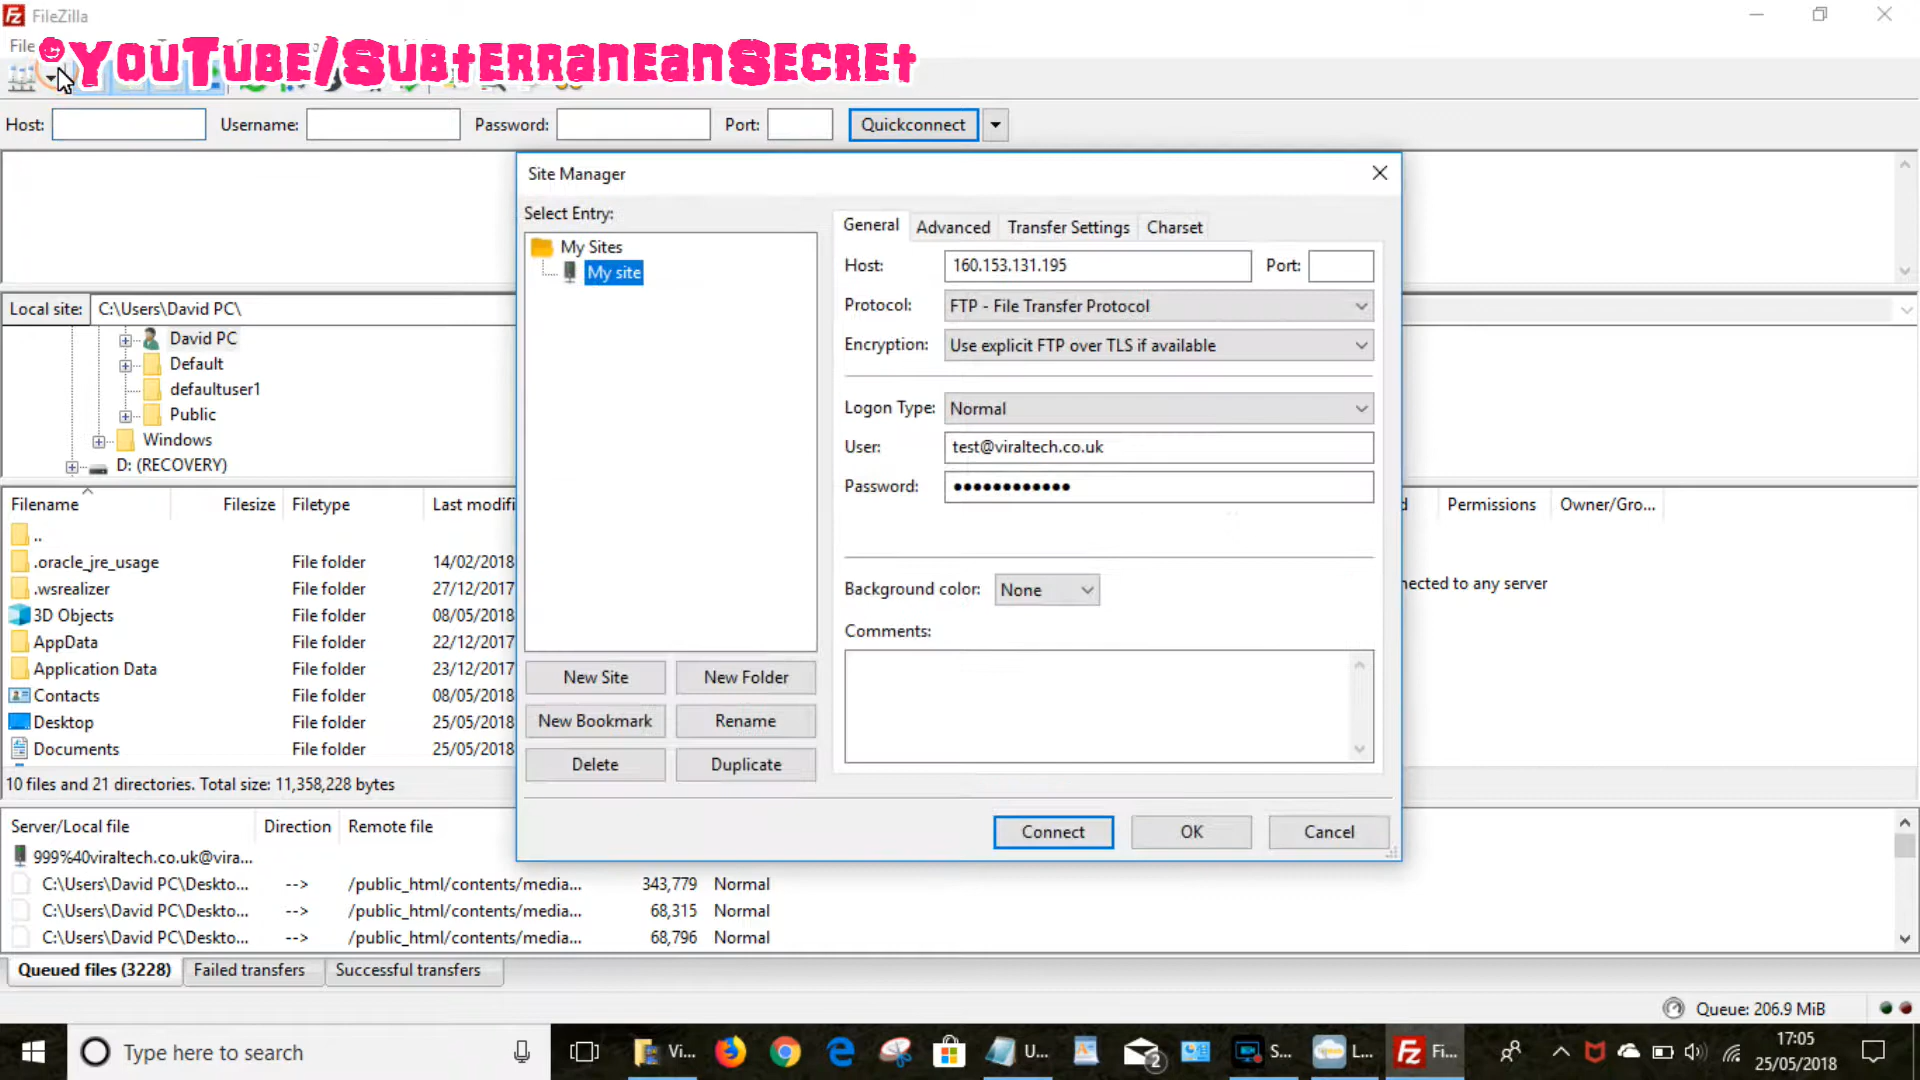 FileZilla
File
©YouTube/SubterraneanSecret
Host: Username: Password: Port: Quickconnect
Site Manager
Select Entry:
My Sites
My site
General Advanced Transfer Settings Charset
Host: 160.153.131.195 Port:
Protocol: FTP - File Transfer Protocol
Encryption: Use explicit FTP over TLS if available
Logon Type: Normal
User: test@viraltech.co.uk
Password: ●●●●●●●●●●●●
Background color: None
Comments:
New Site New Folder
New Bookmark Rename
Delete Duplicate
Connect OK Cancel
Local site: C:\Users\David PC\
David PC
Default
defaultuser1
Public
Windows
D: (RECOVERY)
Filename Filesize Filetype Last modifi
..
.oracle_jre_usage File folder 14/02/2018
.wsrealizer File folder 27/12/2017
3D Objects File folder 08/05/2018
AppData File folder 22/12/2017
Application Data File folder 23/12/2017
Contacts File folder 08/05/2018
Desktop File folder 25/05/2018
Documents File folder 25/05/2018
10 files and 21 directories. Total size: 11,358,228 bytes
d Permissions Owner/Gro...
nected to any server
Server/Local file Direction Remote file
999%40viraltech.co.uk@vira...
C:\Users\David PC\Deskto... --> /public_html/contents/media... 343,779 Normal
C:\Users\David PC\Deskto... --> /public_html/contents/media... 68,315 Normal
C:\Users\David PC\Deskto... --> /public_html/contents/media... 68,796 Normal
Queued files (3228) Failed transfers Successful transfers
Queue: 206.9 MiB
Type here to search Vi... U... 2 S... L... Fi... 17:05
25/05/2018